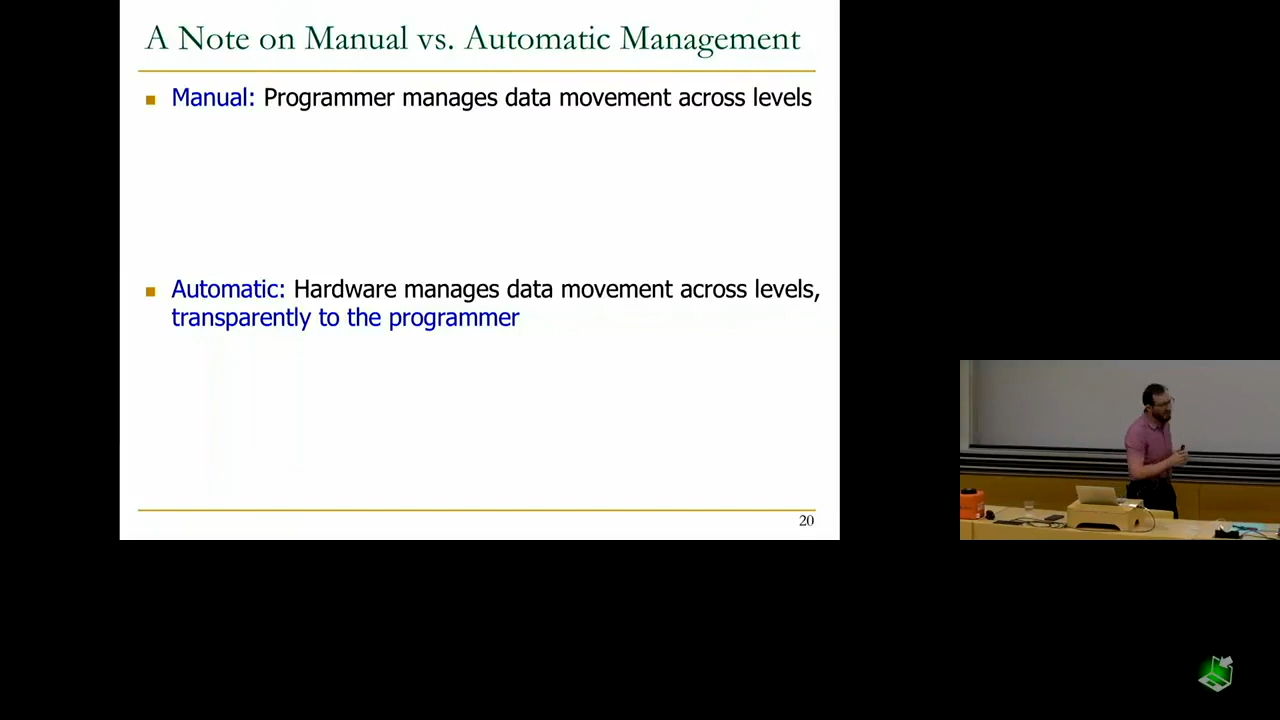 A Note on Manual vs. Automatic Management
Manual: Programmer manages data movement across levels
Automatic: Hardware manages data movement across levels,
transparently to the programmer
20